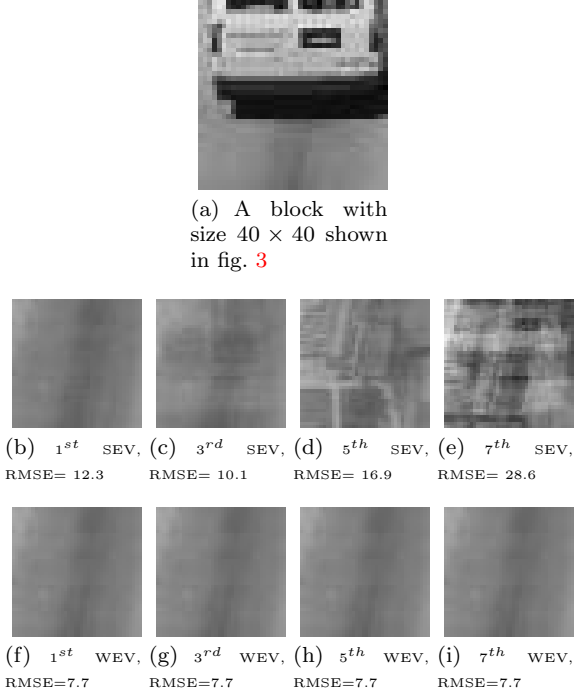 (a) A block with
size 40 × 40 shown
in fig. 3
(b) 1st SEV,
RMSE= 12.3
(c) 3rd SEV,
RMSE= 10.1
(d) 5th SEV,
RMSE= 16.9
(e) 7th SEV,
RMSE= 28.6
(f) 1st WEV,
RMSE=7.7
(g) 3rd WEV,
RMSE=7.7
(h) 5th WEV,
RMSE=7.7
(i) 7th WEV,
RMSE=7.7